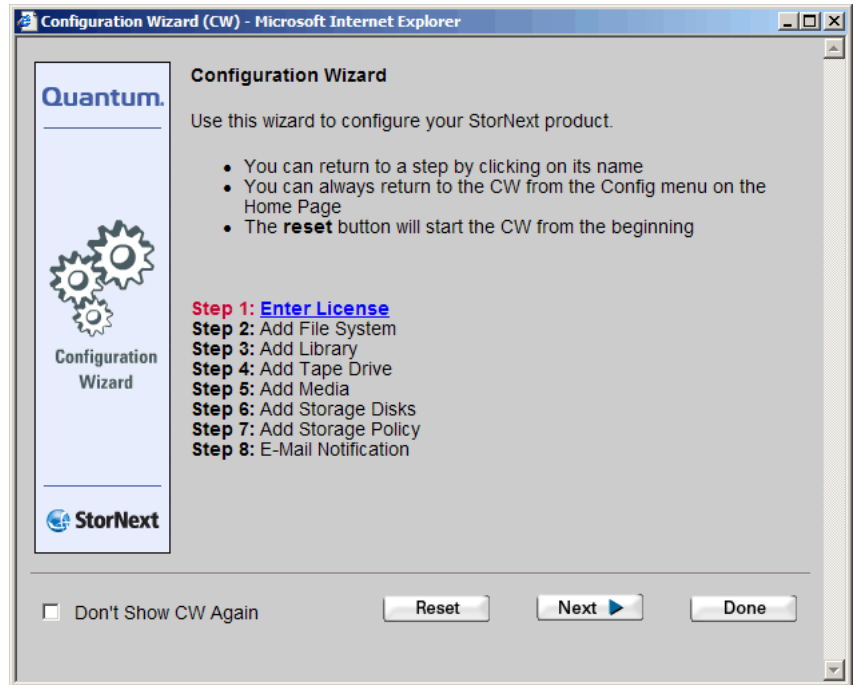 Configuration Wizard (CW) - Microsoft Internet Explorer
Quantum.
Configuration
Wizard
StorNext
Configuration Wizard
Use this wizard to configure your StorNext product.
• You can return to a step by clicking on its name
• You can always return to the CW from the Config menu on the
Home Page
• The reset button will start the CW from the beginning
Step 1: Enter License
Step 2: Add File System
Step 3: Add Library
Step 4: Add Tape Drive
Step 5: Add Media
Step 6: Add Storage Disks
Step 7: Add Storage Policy
Step 8: E-Mail Notification
Don't Show CW Again
Reset
Next
Done